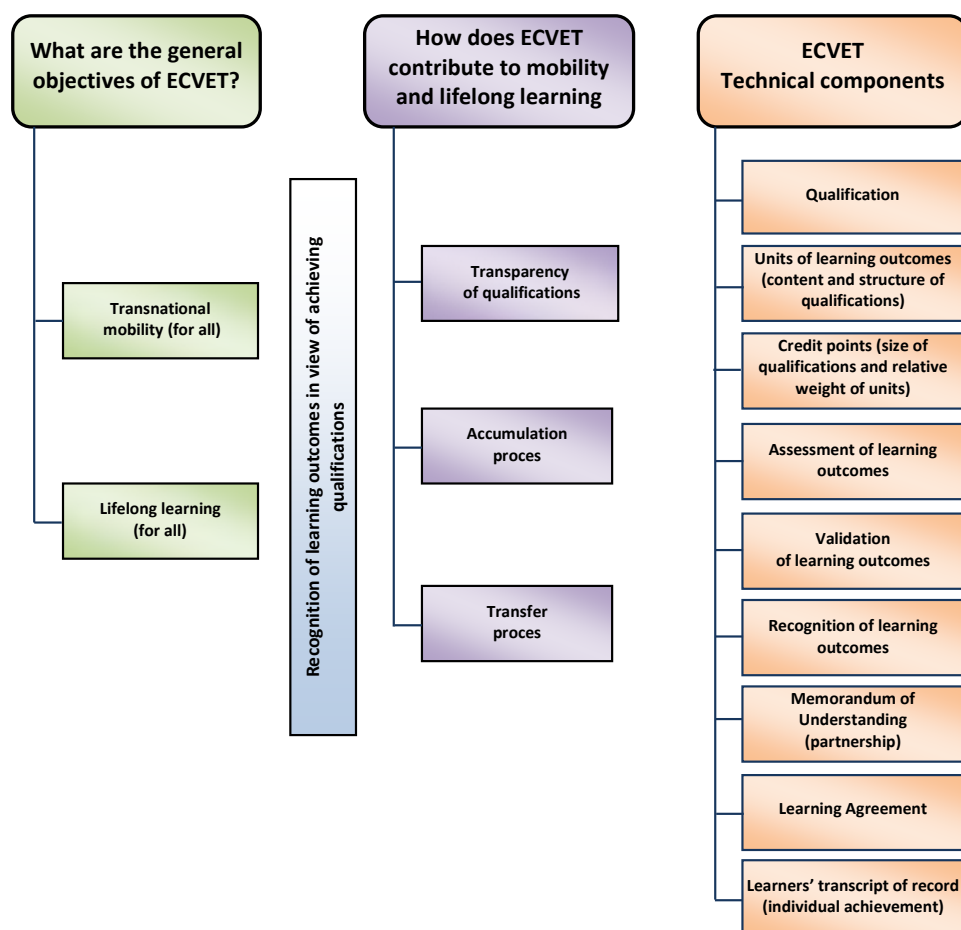 What are the general
objectives of ECVET?
Transnational
mobility (for all)
Lifelong learning
(for all)
Recognition of learning outcomes in view of achieving
qualifications
How does ECVET
contribute to mobility
and lifelong learning
Transparency
of qualifications
Accumulation
proces
Transfer
proces
ECVET
Technical components
Qualification
Units of learning outcomes
(content and structure of
qualifications)
Credit points (size of
qualifications and relative
weight of units)
Assessment of learning
outcomes
Validation
of learning outcomes
Recognition of learning
outcomes
Memorandum of
Understanding
(partnership)
Learning Agreement
Learners’ transcript of record
(individual achievement)